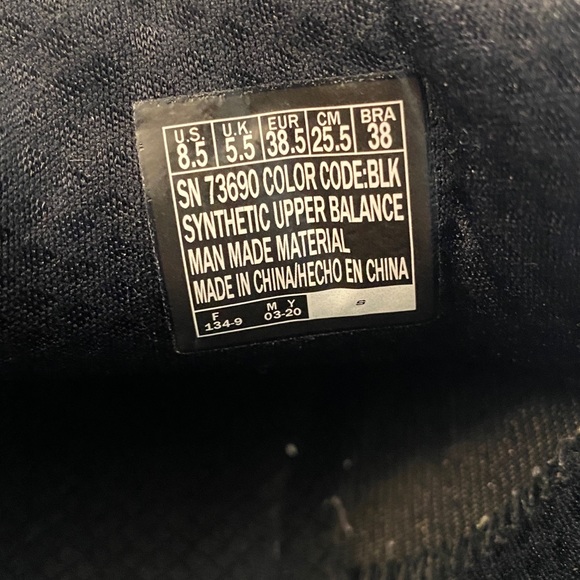 U.S. U.K. EUR CM BRA
8.5 5.5 38.5 25.5 38
SN 73690 COLOR CODE:BLK
SYNTHETIC UPPER BALANCE
MAN MADE MATERIAL
MADE IN CHINA/HECHO EN CHINA
F M Y S
134-9 03-20